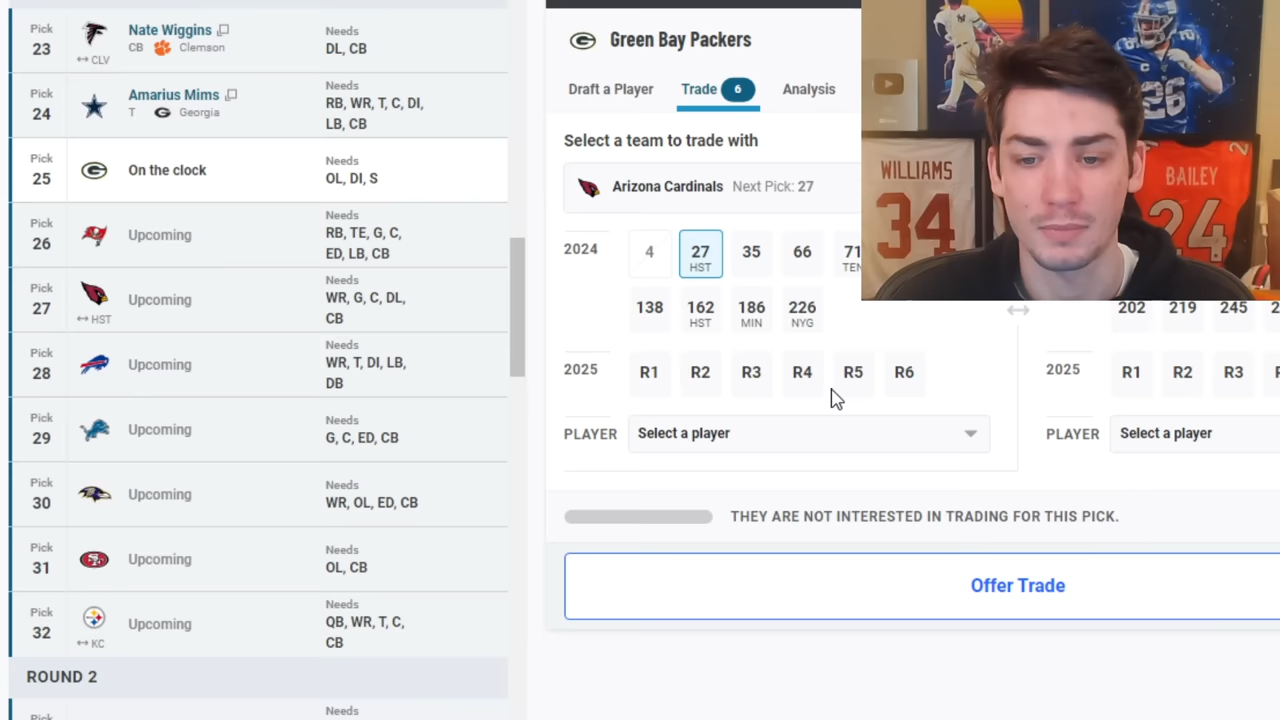 Pick 23
CLV
Nate Wiggins
CB Clemson
Needs
DL, CB
Pick 24
Amarius Mims
T Georgia
Needs
RB, WR, T, C, DI,
LB, CB
Pick 25
On the clock
Needs
OL, DI, S
Pick 26
Upcoming
Needs
RB, TE, G, C,
ED, LB, CB
Pick 27
HST
Upcoming
Needs
WR, G, C, DL,
CB
Pick 28
Upcoming
Needs
WR, T, DI, LB,
DB
Pick 29
Upcoming
Needs
G, C, ED, CB
Pick 30
Upcoming
Needs
WR, OL, ED, CB
Pick 31
Upcoming
Needs
OL, CB
Pick 32
KC
Upcoming
Needs
QB, WR, T, C,
CB
ROUND 2
Pick
Needs
Green Bay Packers
Draft a Player Trade 6 Analysis
Select a team to trade with
Arizona Cardinals Next Pick: 27
2024 4 27 HST 35 66 71
138 162 HST 186 MIN 226 NYG
2025 R1 R2 R3 R4 R5 R6
PLAYER Select a player
202 219 245
2025 R1 R2 R3
PLAYER Select a player
THEY ARE NOT INTERESTED IN TRADING FOR THIS PICK.
Offer Trade
WILLIAMS
34
BAILEY
24
26